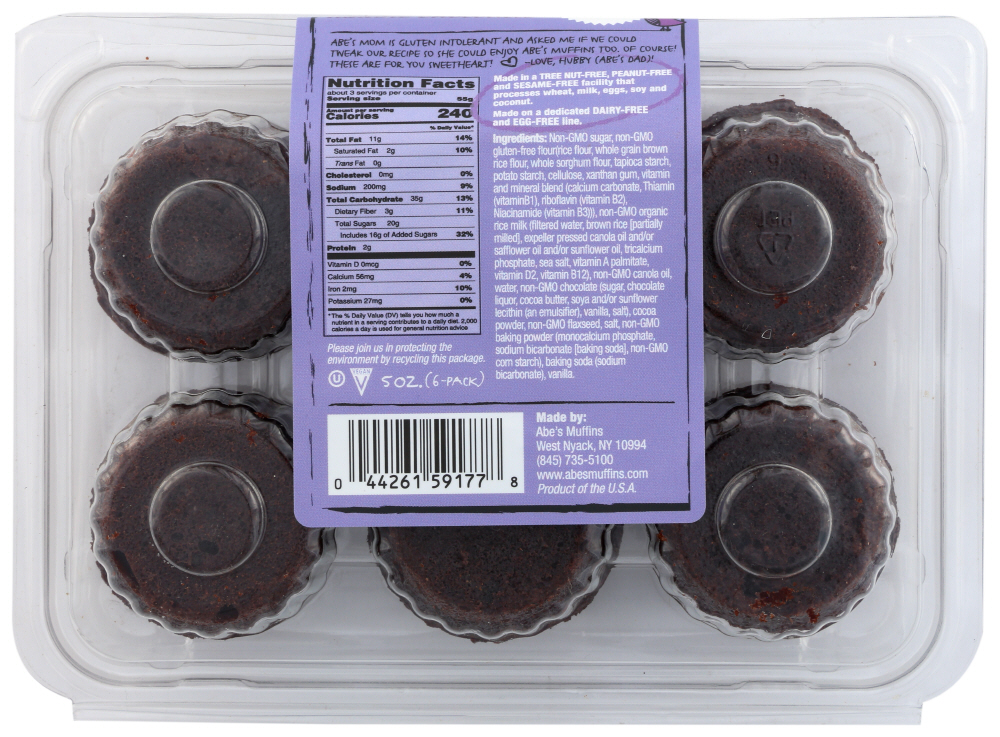 ABE'S MOM IS GLUTEN INTOLERANT AND ASKED ME IF WE COULD
TWEAK OUR RECIPE SO SHE COULD ENJOY ABE'S MUFFINS TOO. OF COURSE!
THESE ARE FOR YOU SWEETHEART! -LOVE, HUBBY (ABE'S DAD)!
Nutrition Facts
about 3 servings per container
Serving size 55g
Amount per serving
Calories 240
% Daily Value*
Total Fat 11g 14%
Saturated Fat 2g 10%
Trans Fat 0g
Cholesterol 0mg 0%
Sodium 200mg 9%
Total Carbohydrate 35g 13%
Dietary Fiber 3g 11%
Total Sugars 20g
Includes 16g of Added Sugars 32%
Protein 2g
Vitamin D 0mcg 0%
Calcium 56mg 4%
Iron 2mg 10%
Potassium 27mg 0%
*The % Daily Value (DV) tells you how much a
nutrient in a serving contributes to a daily diet. 2,000
calories a day is used for general nutrition advice
Please join us in protecting the
environment by recycling this package.
U VEGAN V 5 OZ. (6-PACK)
Made in a TREE NUT-FREE, PEANUT-FREE
and SESAME-FREE facility that
processes wheat, milk, eggs, soy and
coconut.
Made on a dedicated DAIRY-FREE
and EGG-FREE line.
Ingredients: Non-GMO sugar, non-GMO
gluten-free flour(rice flour, whole grain brown
rice flour, whole sorghum flour, tapioca starch,
potato starch, cellulose, xanthan gum, vitamin
and mineral blend (calcium carbonate, Thiamin
(vitaminB1), riboflavin (vitamin B2),
Niacinamide (vitamin B3)), non-GMO organic
rice milk (filtered water, brown rice [partially
milled], expeller pressed canola oil and/or
safflower oil and/or sunflower oil, tricalcium
phosphate, sea salt, vitamin A palmitate,
vitamin D2, vitamin B12), non-GMO canola oil,
water, non-GMO chocolate (sugar, chocolate
liquor, cocoa butter, soya and/or sunflower
lecithin (an emulsifier), vanilla, salt), cocoa
powder, non-GMO flaxseed, salt, non-GMO
baking powder (monocalcium phosphate,
sodium bicarbonate [baking soda], non-GMO
corn starch), baking soda (sodium
bicarbonate), vanilla.
0 44261 59177 8
Made by:
Abe's Muffins
West Nyack, NY 10994
(845) 735-5100
www.abesmuffins.com
Product of the U.S.A.